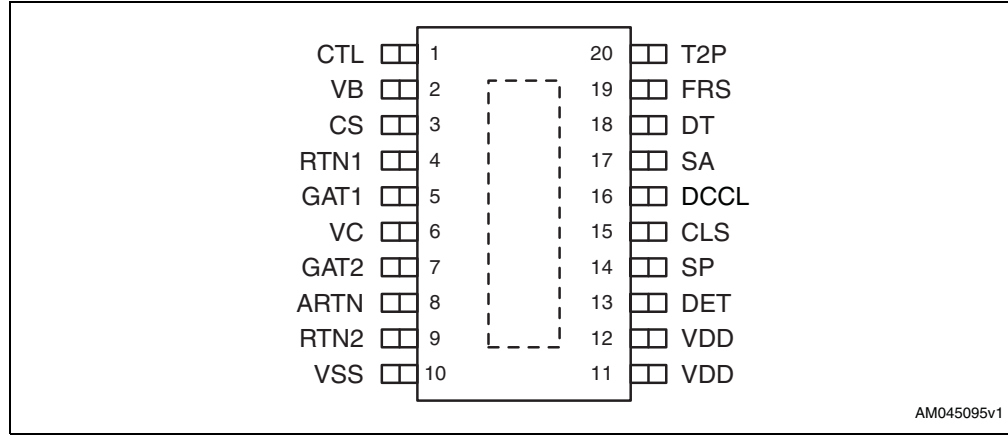 CTL 1 20 T2P
VB 2 19 FRS
CS 3 18 DT
RTN1 4 17 SA
GAT1 5 16 DCCL
VC 6 15 CLS
GAT2 7 14 SP
ARTN 8 13 DET
RTN2 9 12 VDD
VSS 10 11 VDD
AM045095v1